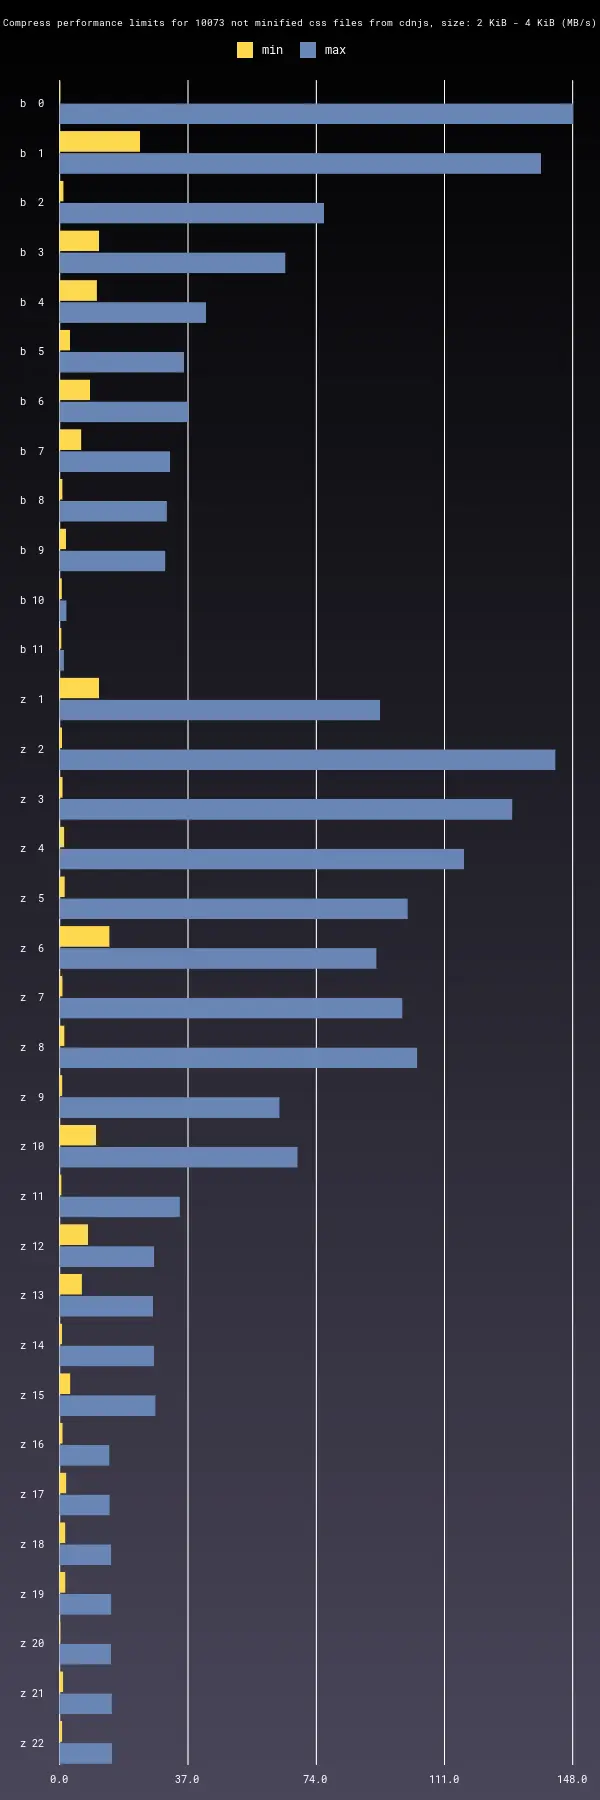 Compress performance limits for 10073 not minified css files from cdnjs, size: 2 KiB - 4 KiB (MB/s)
min max
b 0
b 1
b 2
b 3
b 4
b 5
b 6
b 7
b 8
b 9
b 10
b 11
z 1
z 2
z 3
z 4
z 5
z 6
z 7
z 8
z 9
z 10
z 11
z 12
z 13
z 14
z 15
z 16
z 17
z 18
z 19
z 20
z 21
z 22
0.0 37.0 74.0 111.0 148.0